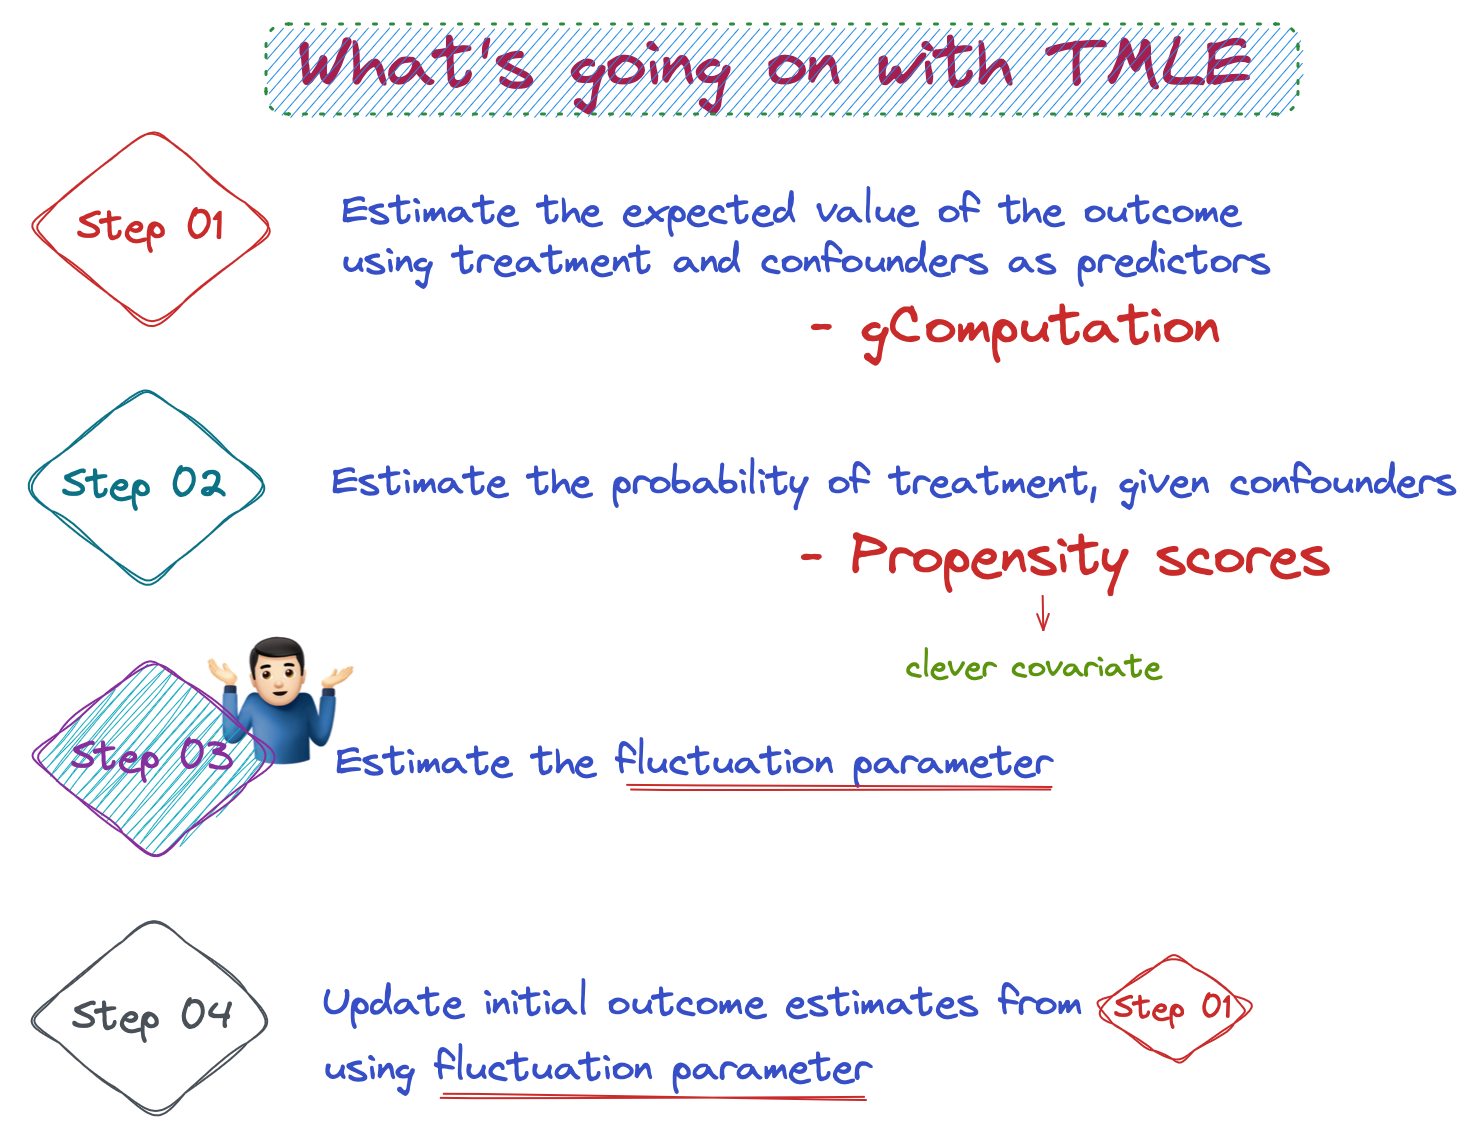 What's going on with TMLE
Step 01
Estimate the expected value of the outcome
using treatment and confounders as predictors
- gComputation
Step 02
Estimate the probability of treatment, given confounders
- Propensity scores
clever covariate
Step 03
Estimate the fluctuation parameter
Step 04
Update initial outcome estimates from Step 01
using fluctuation parameter